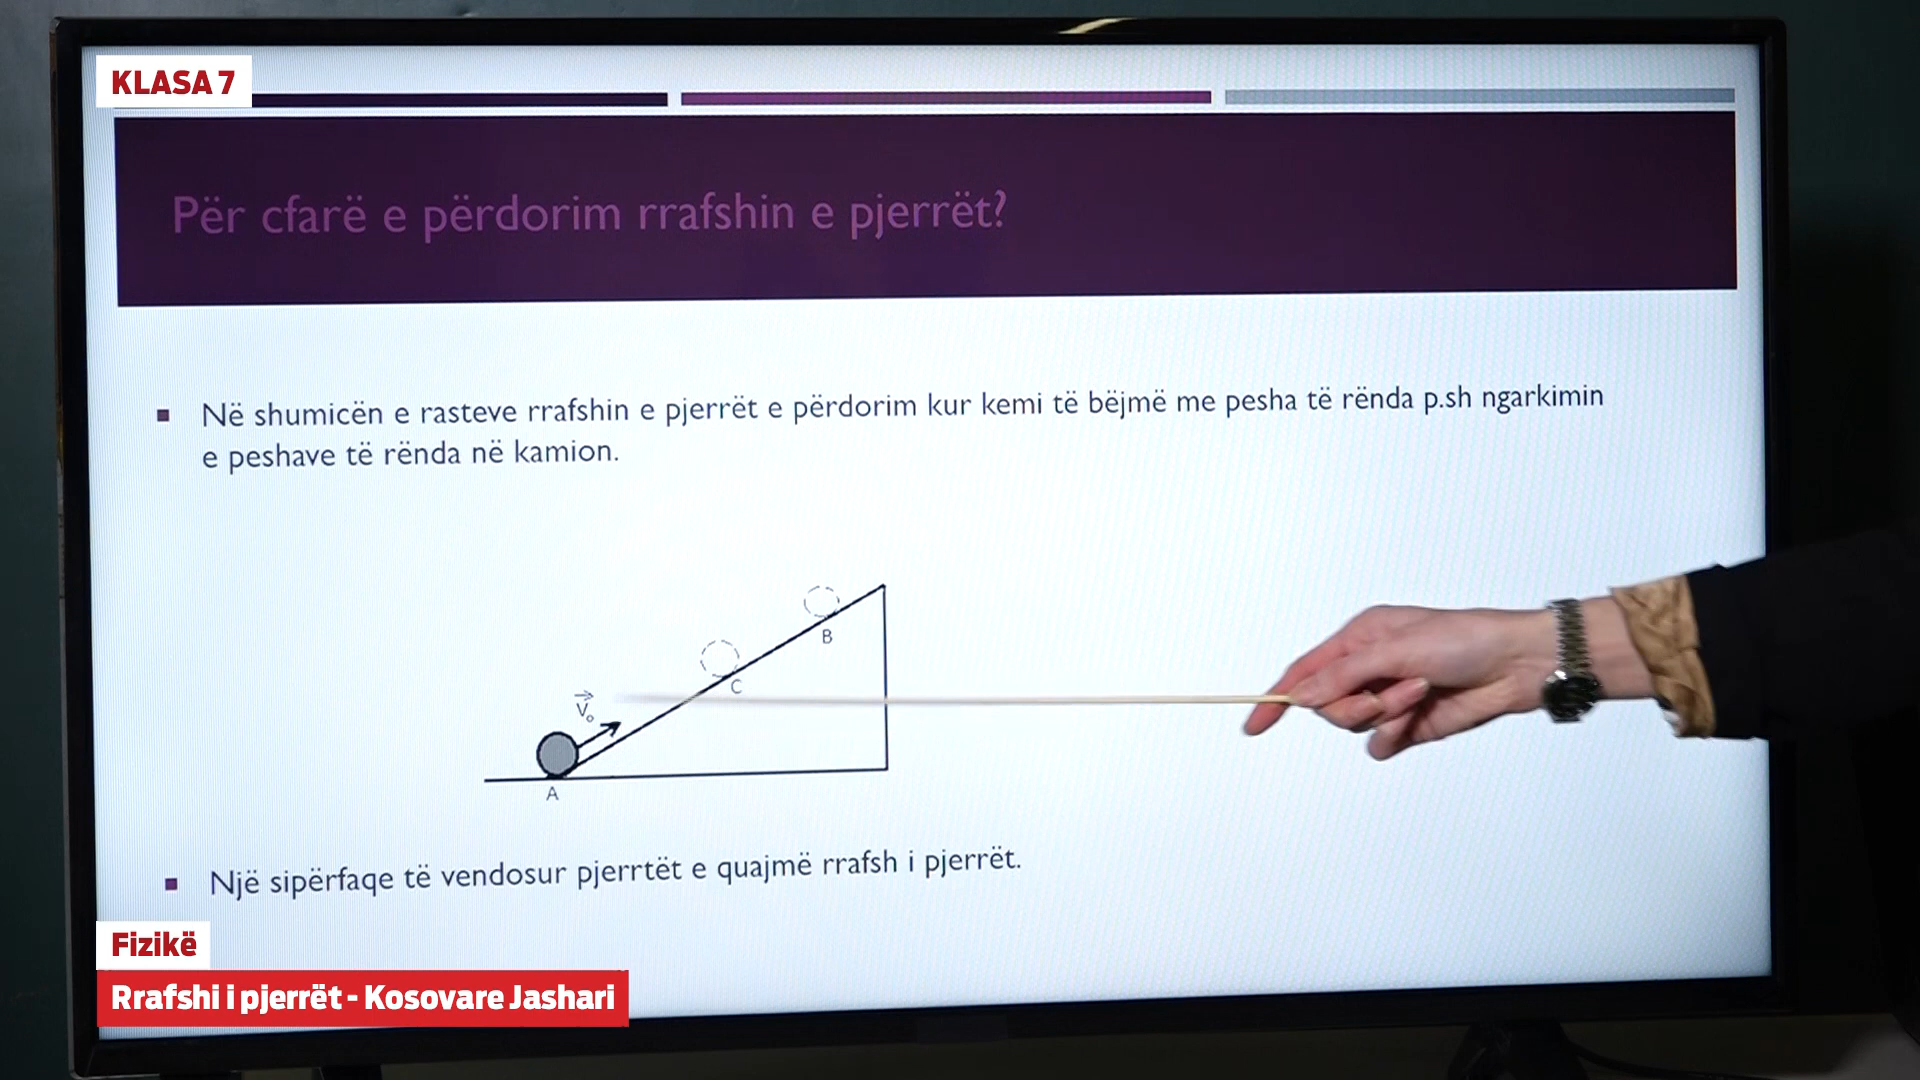 KLASA 7
Për cfarë e përdorim rrafshin e pjerrët?
Në shumicën e rasteve rrafshin e pjerrët e përdorim kur kemi të bëjmë me pesha të rënda p.sh ngarkimin
e peshave të rënda në kamion.
B
C
V₀
A
Një sipërfaqe të vendosur pjerrtët e quajmë rrafsh i pjerrët.
Fizikë
Rrafshi i pjerrët - Kosovare Jashari